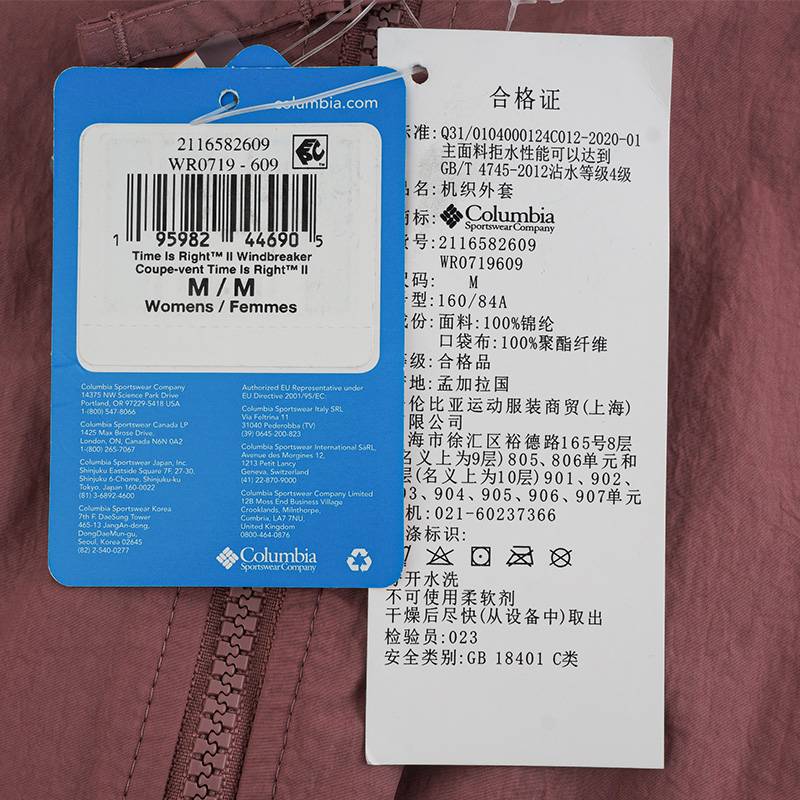 columbia.com
2116582609
WR0719 - 609
1 95982 44690 5
Time Is Right™ II Windbreaker
Coupe-vent Time Is Right™ II
M / M
Womens / Femmes
Columbia Sportswear Company
14375 NW Science Park Drive
Portland, OR 97229-5418 USA
1-(800) 547-8066
Columbia Sportswear Canada LP
1425 Max Brose Drive,
London, ON, Canada N6N 0A2
1-(800) 265-7067
Columbia Sportswear Japan, Inc.
Shinjuku Eastside Square 7F. 27-30,
Shinjuku 6-Chome, Shinjuku-ku
Tokyo, Japan 160-0022
(81) 3-6892-4600
Columbia Sportswear Korea
7th F. DaeSung Tower
465-13 JangAn-dong,
DongDaeMun-gu,
Seoul, Korea 02645
(82) 2-540-0277
Authorized EU Representative under
EU Directive 2001/95/EC:
Columbia Sportswear Italy SRL
Via Feltrina 11
31040 Pederobba (TV)
(39) 0645-200-823
Columbia Sportswear International SàRL,
Avenue des Morgines 12,
1213 Petit Lancy
Geneva, Switzerland
(41) 22-870-9000
Columbia Sportswear Company Limited
12B Moss End Business Village
Crooklands, Milnthorpe,
Cumbria, LA7 7NU,
United Kingdom
0800-464-0876
Columbia
Sportswear Company
合格证
标准: Q31/0104000124C012-2020-01
主面料拒水性能可以达到
GB/T 4745-2012沾水等级4级
品名: 机织外套
商标: Columbia
Sportswear Company
货号: 2116582609
WR0719609
尺码: M
号型: 160/84A
成份: 面料: 100%锦纶
口袋布: 100%聚酯纤维
等级: 合格品
产地: 孟加拉国
伦比亚运动服装商贸(上海)
限公司
海市徐汇区裕德路165号8层
名义上为9层) 805、806单元和
层(名义上为10层) 901、902、
03、904、905、906、907单元
机: 021-60237366
涤标识:
开水洗
不可使用柔软剂
干燥后尽快(从设备中)取出
检验员: 023
安全类别: GB 18401 C类